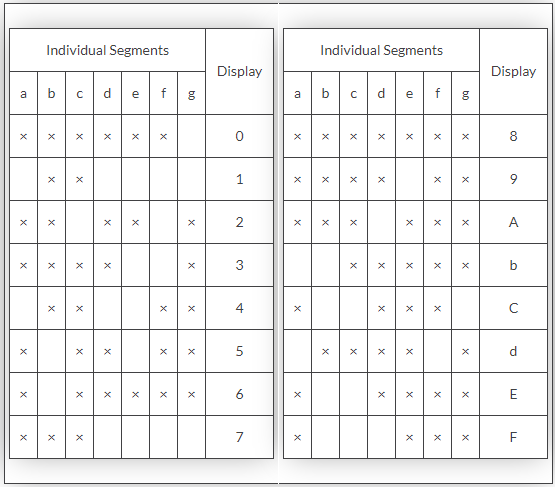 Individual Segments Display
a b c d e f g
× × × × × × 0
× × 1
× × × × × 2
× × × × × 3
× × × × 4
× × × × × 5
× × × × × × 6
× × × 7
Individual Segments Display
a b c d e f g
× × × × × × × 8
× × × × × × 9
× × × × × × A
× × × × × b
× × × × C
× × × × × d
× × × × × E
× × × × F